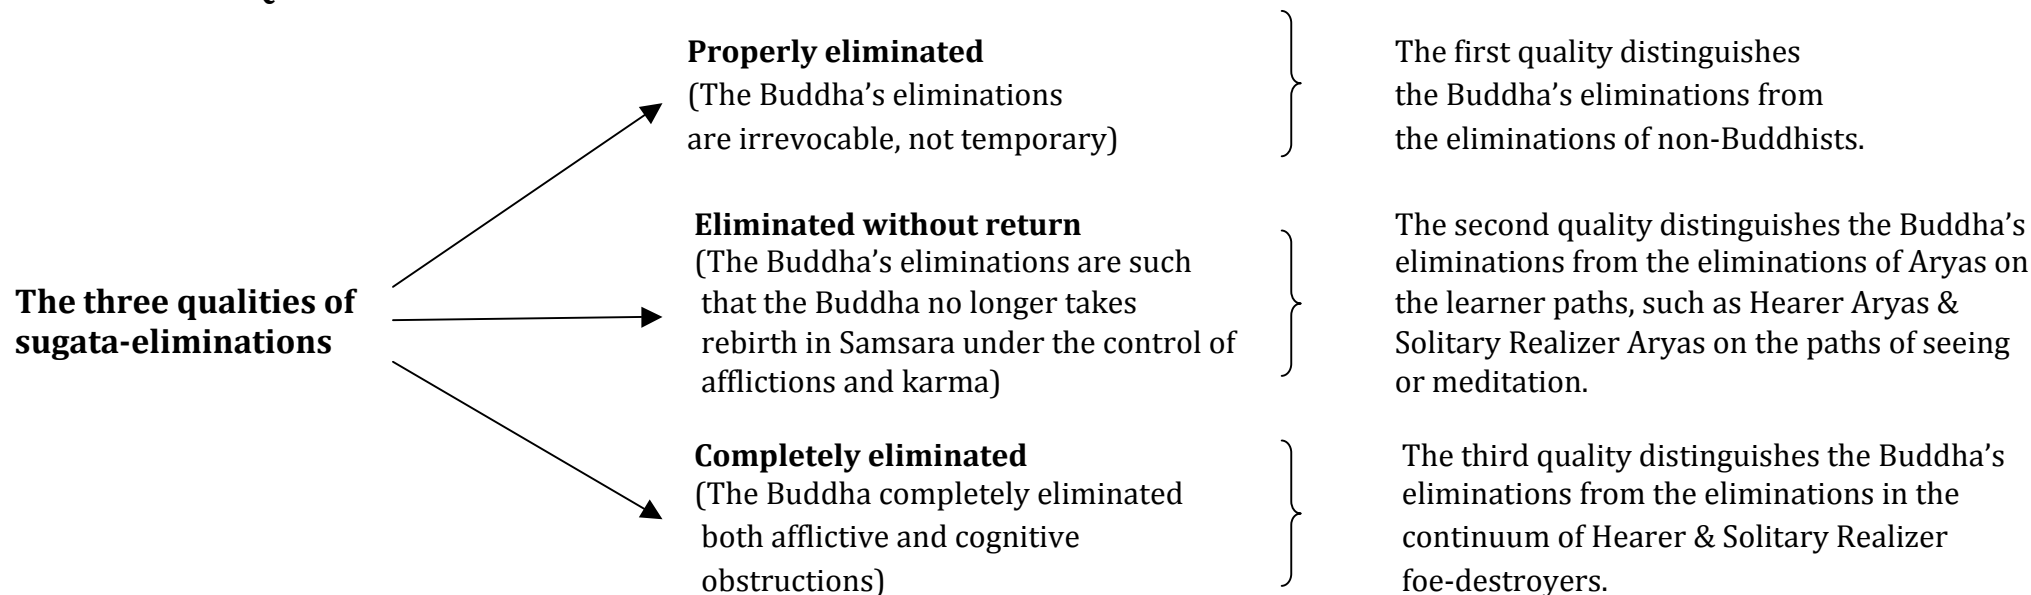 Properly eliminated
(The Buddha’s eliminations
are irrevocable, not temporary)
The first quality distinguishes
the Buddha’s eliminations from
the eliminations of non-Buddhists.
The three qualities of
sugata-eliminations
Eliminated without return
(The Buddha’s eliminations are such
that the Buddha no longer takes
rebirth in Samsara under the control of
afflictions and karma)
The second quality distinguishes the Buddha’s
eliminations from the eliminations of Aryas on
the learner paths, such as Hearer Aryas &
Solitary Realizer Aryas on the paths of seeing
or meditation.
Completely eliminated
(The Buddha completely eliminated
both afflictive and cognitive
obstructions)
The third quality distinguishes the Buddha’s
eliminations from the eliminations in the
continuum of Hearer & Solitary Realizer
foe-destroyers.